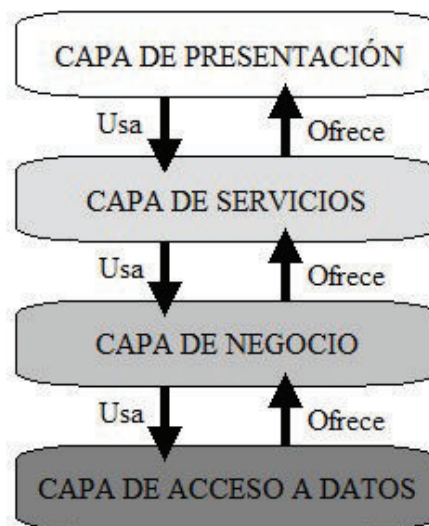 CAPA DE PRESENTACIÓN
Usa
Ofrece
CAPA DE SERVICIOS
Usa
Ofrece
CAPA DE NEGOCIO
Usa
Ofrece
CAPA DE ACCESO A DATOS